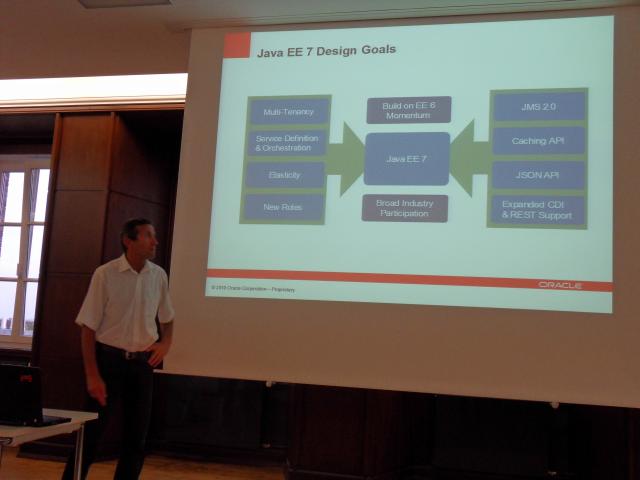 Java EE 7 Design Goals
Multi-Tenancy
Service Definition
& Orchestration
Elasticity
New Roles
Build on EE 6
Momentum
Java EE 7
Broad Industry
Participation
JMS 2.0
Caching API
JSON API
Expanded CDI
& REST Support
© 2010 Oracle Corporation – Proprietary
ORACLE